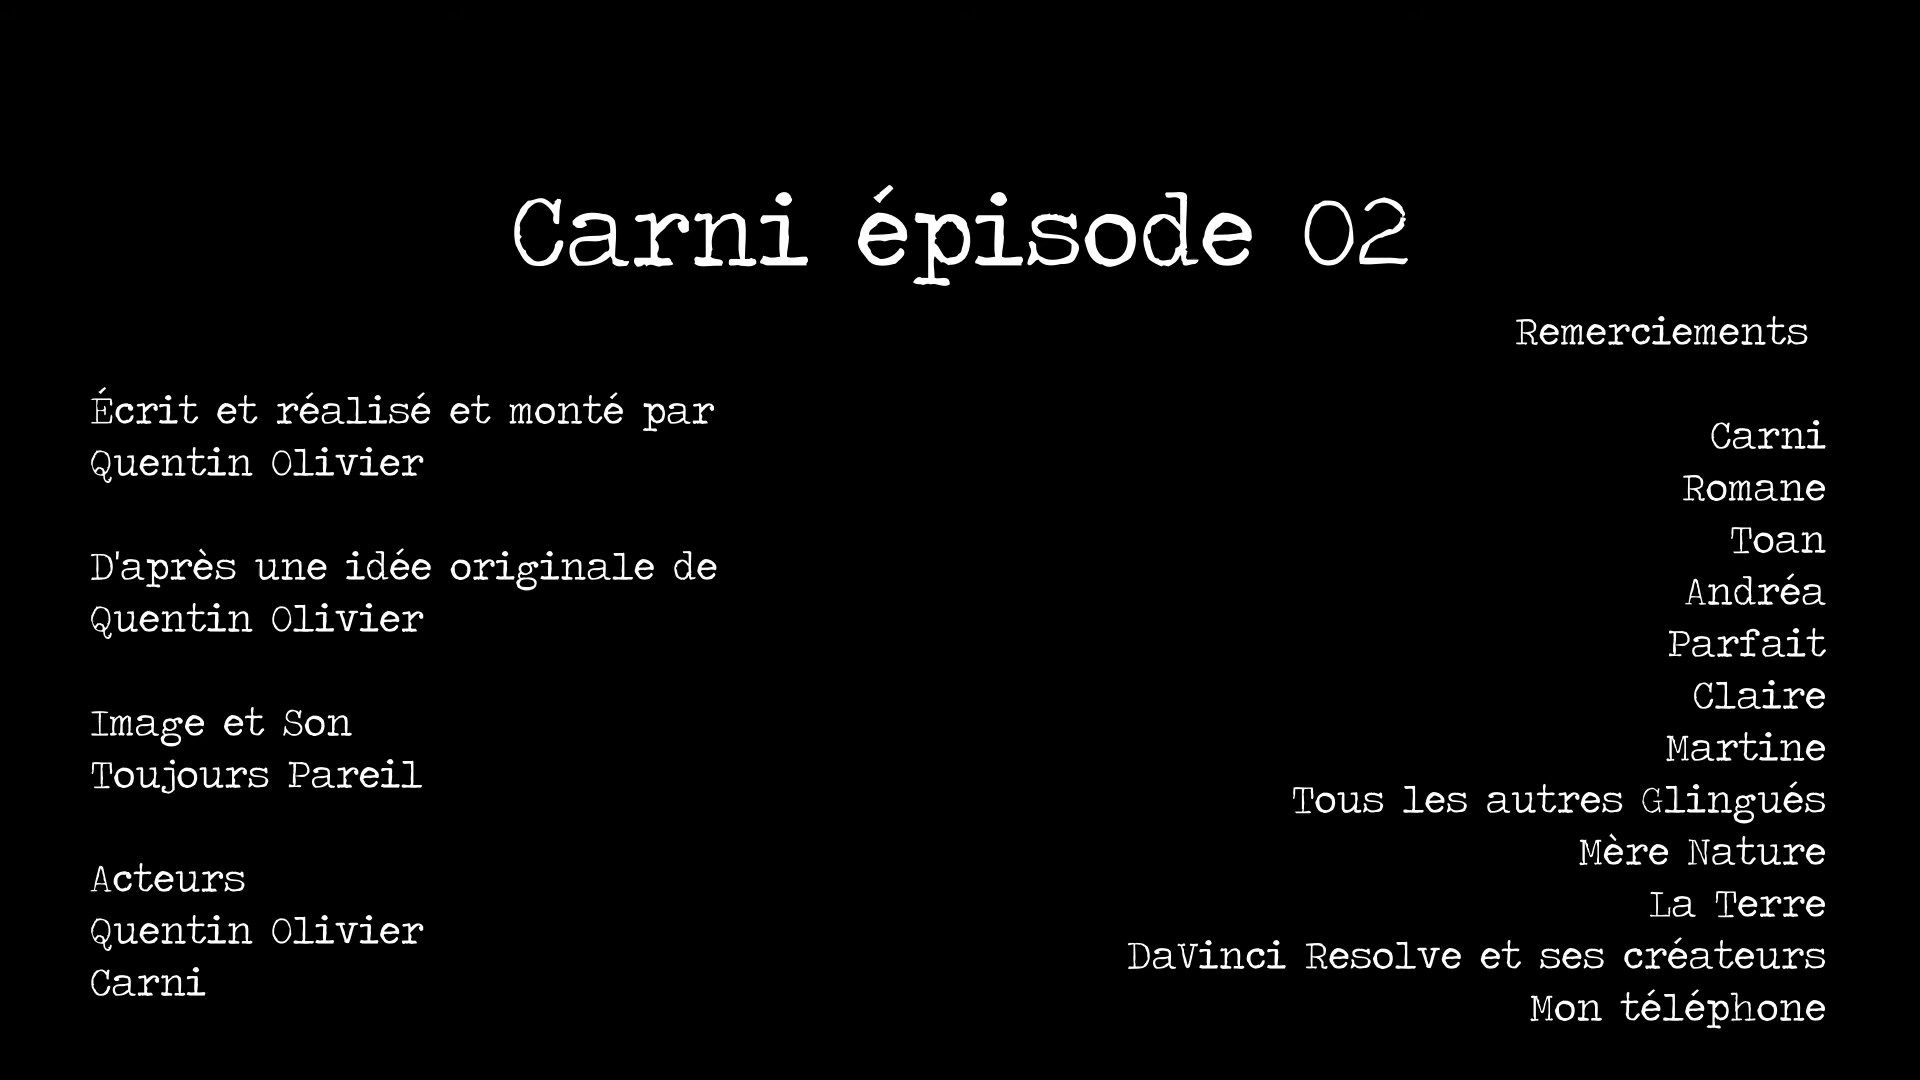 Carni épisode 02
Écrit et réalisé et monté par
Quentin Olivier
D'après une idée originale de
Quentin Olivier
Image et Son
Toujours Pareil
Acteurs
Quentin Olivier
Carni
Remerciements
Carni
Romane
Toan
Andréa
Parfait
Claire
Martine
Tous les autres Glingués
Mère Nature
La Terre
DaVinci Resolve et ses créateurs
Mon téléphone